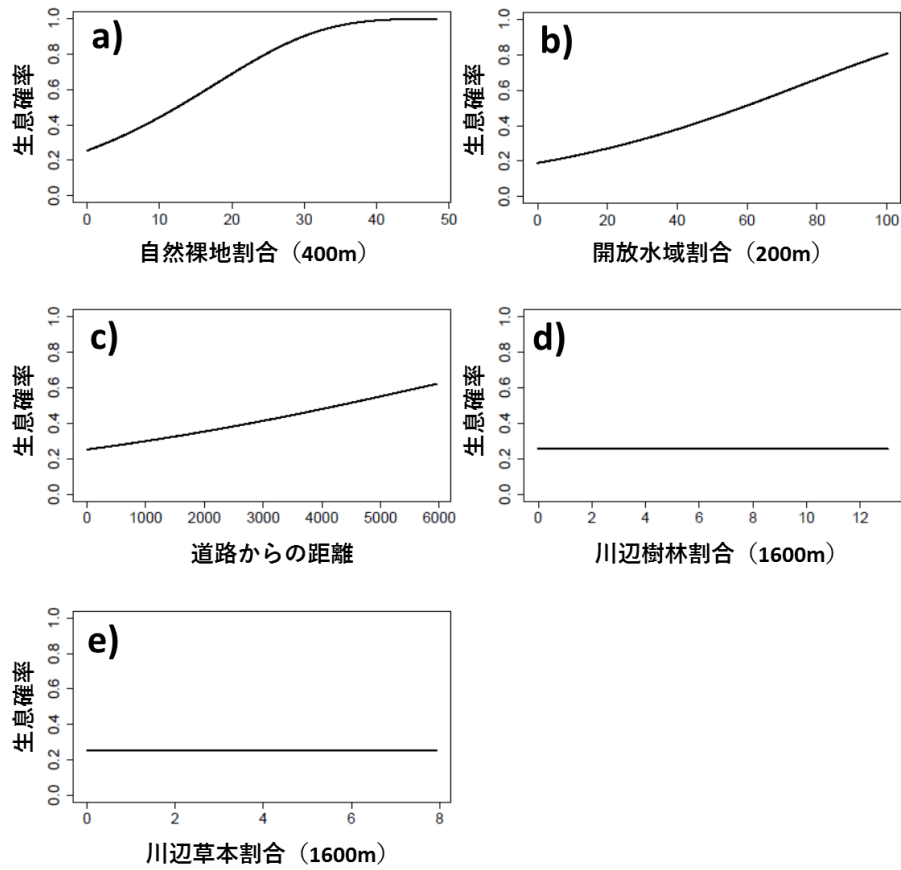 a)
生息確率
0.0 0.2 0.4 0.6 0.8 1.0
0 10 20 30 40 50
自然裸地割合（400m）
b)
生息確率
0.0 0.2 0.4 0.6 0.8 1.0
0 20 40 60 80 100
開放水域割合（200m）
c)
生息確率
0.0 0.2 0.4 0.6 0.8 1.0
0 1000 2000 3000 4000 5000 6000
道路からの距離
d)
生息確率
0.0 0.2 0.4 0.6 0.8 1.0
0 2 4 6 8 10 12
川辺樹林割合（1600m）
e)
生息確率
0.0 0.2 0.4 0.6 0.8 1.0
0 2 4 6 8
川辺草本割合（1600m）